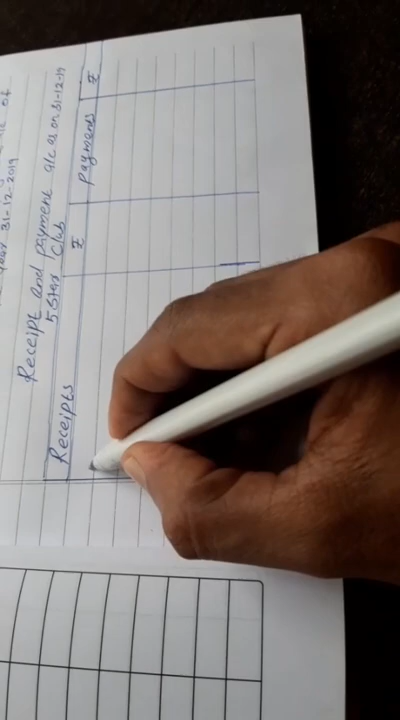 year 31-12-2019
Receipt and payment a/c as on 31-12-19
5 Star Club
Receipts ₹ payments ₹